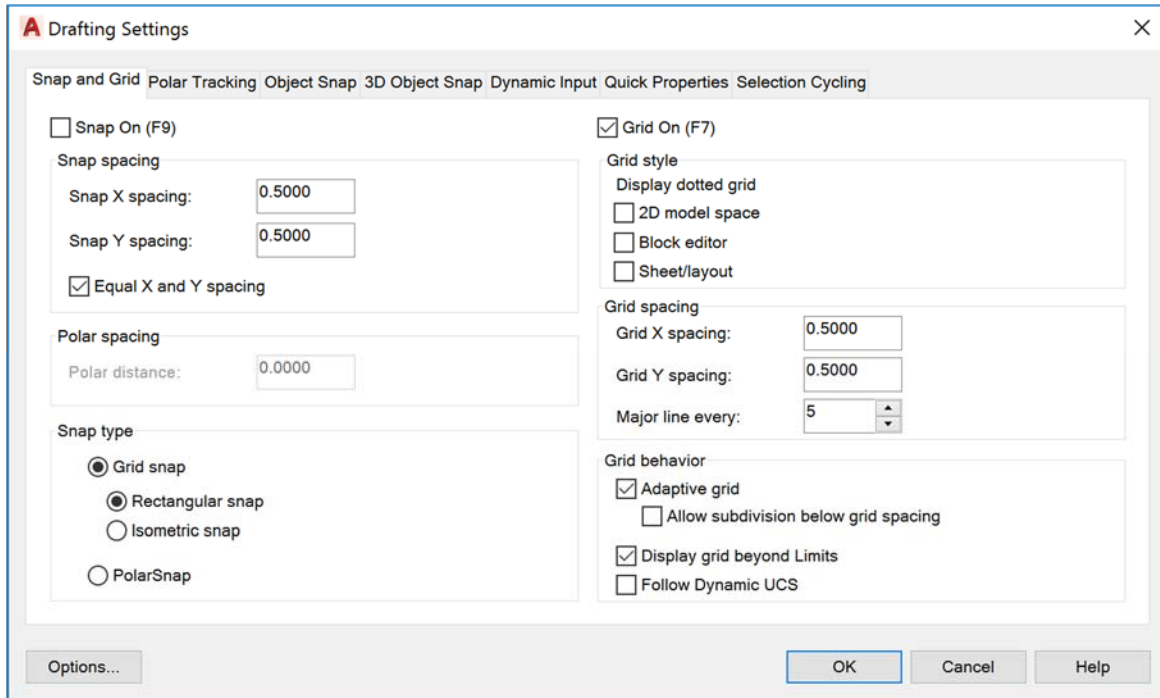 A Drafting Settings
Snap and Grid Polar Tracking Object Snap 3D Object Snap Dynamic Input Quick Properties Selection Cycling
Snap On (F9)
Snap spacing
Snap X spacing: 0.5000
Snap Y spacing: 0.5000
Equal X and Y spacing
Polar spacing
Polar distance: 0.0000
Snap type
Grid snap
Rectangular snap
Isometric snap
PolarSnap
Grid On (F7)
Grid style
Display dotted grid
2D model space
Block editor
Sheet/layout
Grid spacing
Grid X spacing: 0.5000
Grid Y spacing: 0.5000
Major line every: 5
Grid behavior
Adaptive grid
Allow subdivision below grid spacing
Display grid beyond Limits
Follow Dynamic UCS
Options... OK Cancel Help